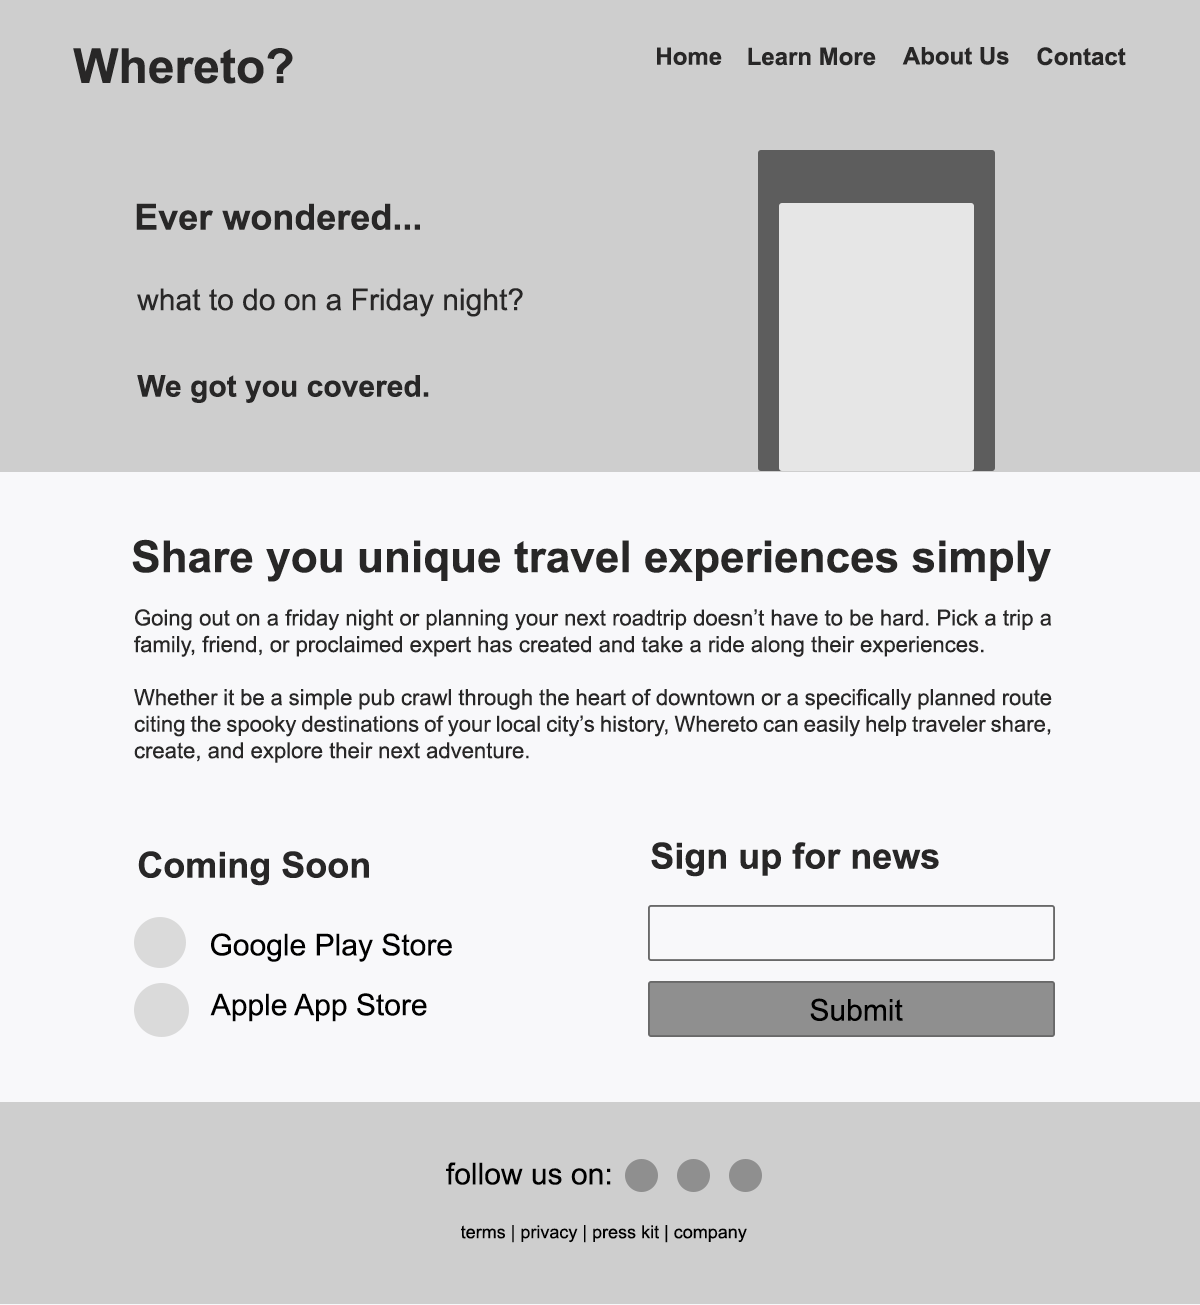 Whereto?
Home Learn More About Us Contact
Ever wondered...
what to do on a Friday night?
We got you covered.
Share you unique travel experiences simply
Going out on a friday night or planning your next roadtrip doesn’t have to be hard. Pick a trip a
family, friend, or proclaimed expert has created and take a ride along their experiences.
Whether it be a simple pub crawl through the heart of downtown or a specifically planned route
citing the spooky destinations of your local city’s history, Whereto can easily help traveler share,
create, and explore their next adventure.
Coming Soon
Google Play Store
Apple App Store
Sign up for news
Submit
follow us on:
terms | privacy | press kit | company